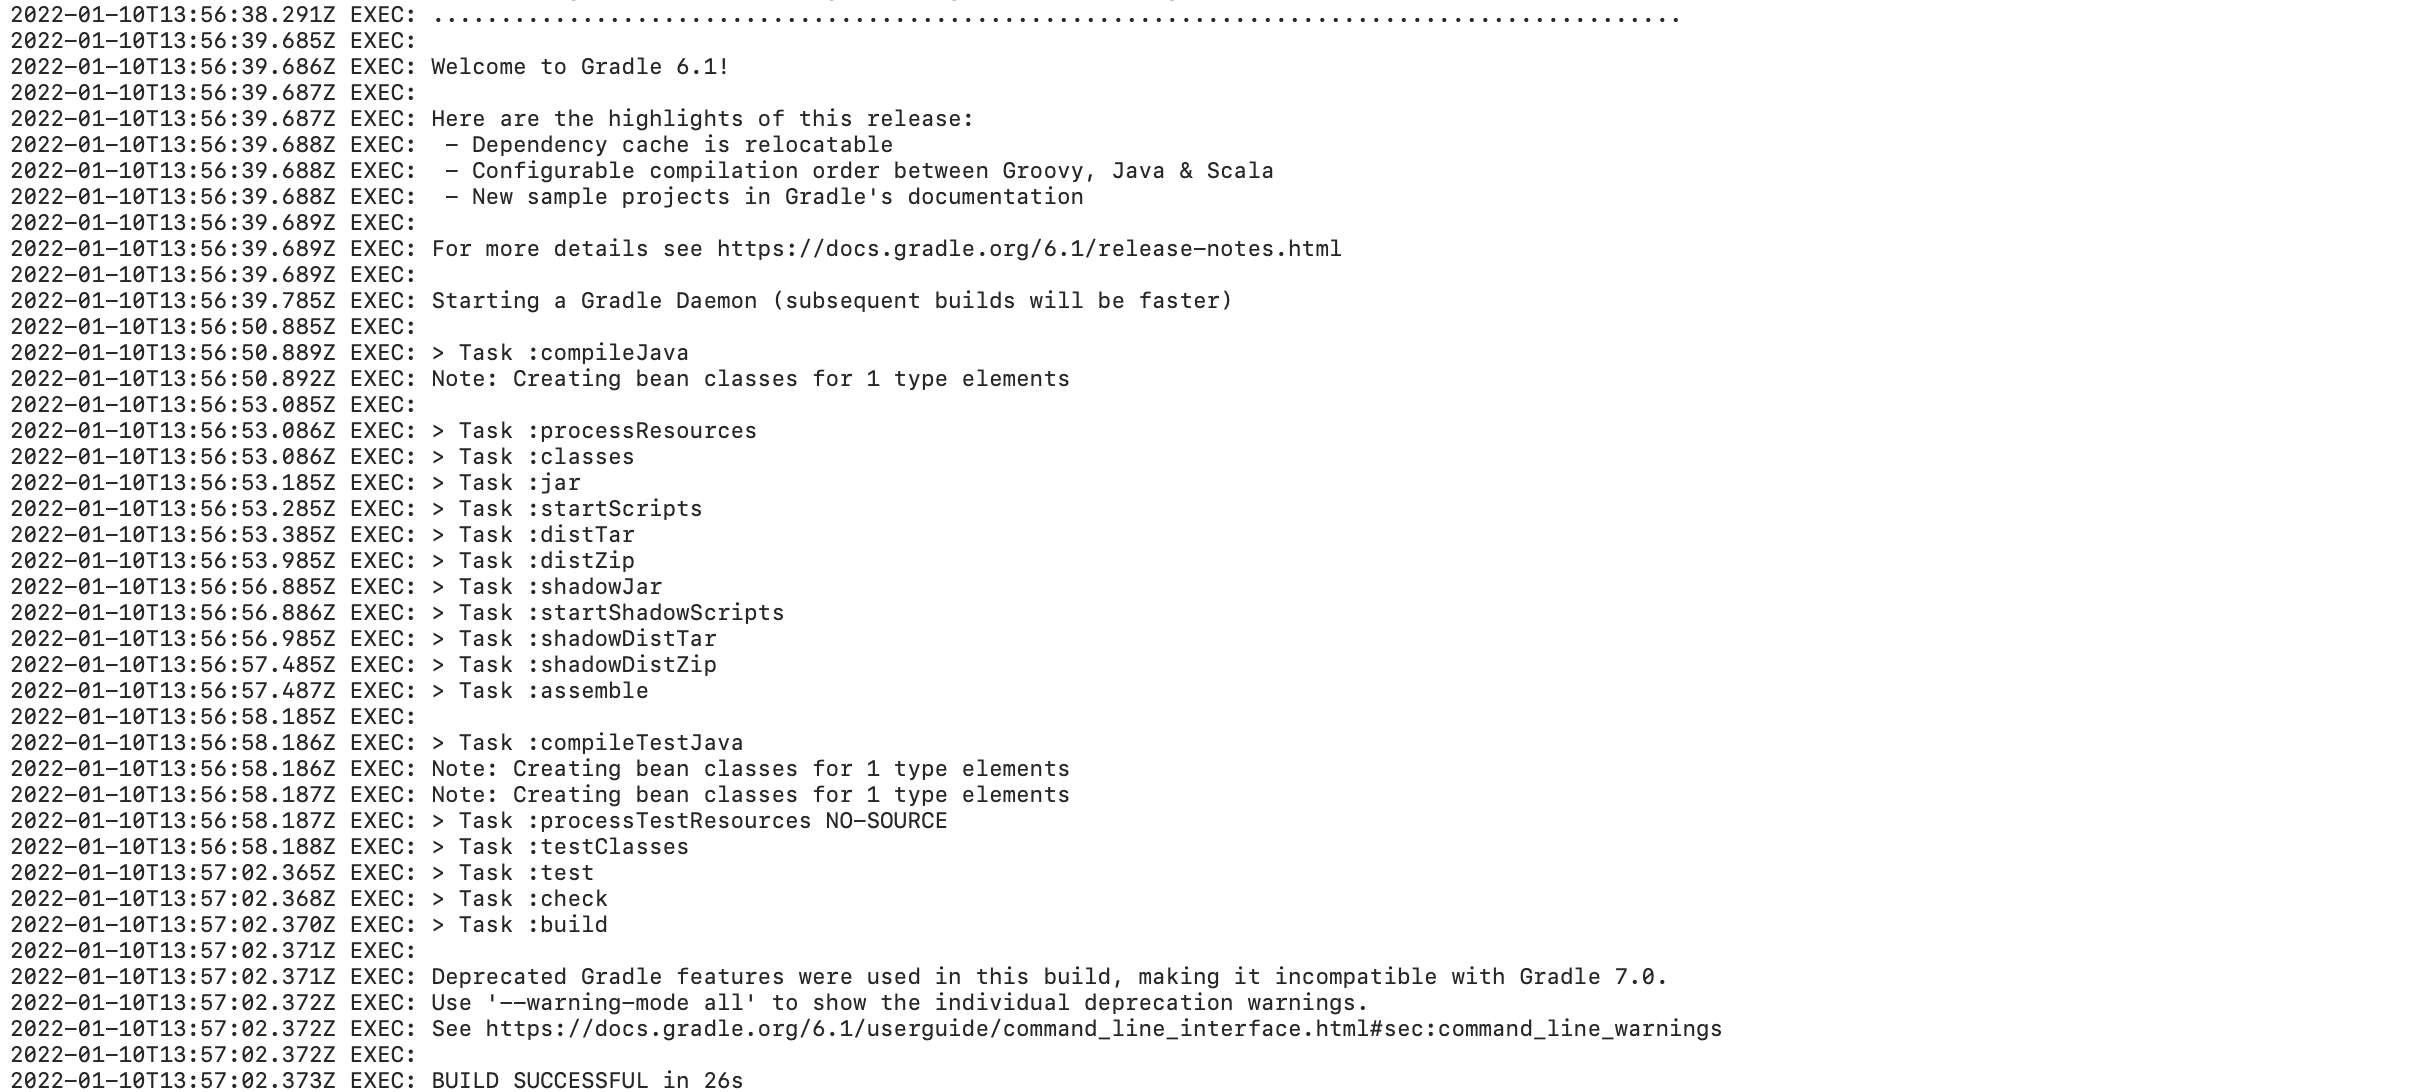 2022-01-10T13:56:38.291Z EXEC: ............................................................................................
2022-01-10T13:56:39.685Z EXEC:
2022-01-10T13:56:39.686Z EXEC: Welcome to Gradle 6.1!
2022-01-10T13:56:39.687Z EXEC:
2022-01-10T13:56:39.687Z EXEC: Here are the highlights of this release:
2022-01-10T13:56:39.688Z EXEC:  - Dependency cache is relocatable
2022-01-10T13:56:39.688Z EXEC:  - Configurable compilation order between Groovy, Java & Scala
2022-01-10T13:56:39.688Z EXEC:  - New sample projects in Gradle's documentation
2022-01-10T13:56:39.689Z EXEC:
2022-01-10T13:56:39.689Z EXEC: For more details see https://docs.gradle.org/6.1/release-notes.html
2022-01-10T13:56:39.689Z EXEC:
2022-01-10T13:56:39.785Z EXEC: Starting a Gradle Daemon (subsequent builds will be faster)
2022-01-10T13:56:50.885Z EXEC:
2022-01-10T13:56:50.889Z EXEC: > Task :compileJava
2022-01-10T13:56:50.892Z EXEC: Note: Creating bean classes for 1 type elements
2022-01-10T13:56:53.085Z EXEC:
2022-01-10T13:56:53.086Z EXEC: > Task :processResources
2022-01-10T13:56:53.086Z EXEC: > Task :classes
2022-01-10T13:56:53.185Z EXEC: > Task :jar
2022-01-10T13:56:53.285Z EXEC: > Task :startScripts
2022-01-10T13:56:53.385Z EXEC: > Task :distTar
2022-01-10T13:56:53.985Z EXEC: > Task :distZip
2022-01-10T13:56:56.885Z EXEC: > Task :shadowJar
2022-01-10T13:56:56.886Z EXEC: > Task :startShadowScripts
2022-01-10T13:56:56.985Z EXEC: > Task :shadowDistTar
2022-01-10T13:56:57.485Z EXEC: > Task :shadowDistZip
2022-01-10T13:56:57.487Z EXEC: > Task :assemble
2022-01-10T13:56:58.185Z EXEC:
2022-01-10T13:56:58.186Z EXEC: > Task :compileTestJava
2022-01-10T13:56:58.186Z EXEC: Note: Creating bean classes for 1 type elements
2022-01-10T13:56:58.187Z EXEC: Note: Creating bean classes for 1 type elements
2022-01-10T13:56:58.187Z EXEC: > Task :processTestResources NO-SOURCE
2022-01-10T13:56:58.188Z EXEC: > Task :testClasses
2022-01-10T13:57:02.365Z EXEC: > Task :test
2022-01-10T13:57:02.368Z EXEC: > Task :check
2022-01-10T13:57:02.370Z EXEC: > Task :build
2022-01-10T13:57:02.371Z EXEC:
2022-01-10T13:57:02.371Z EXEC: Deprecated Gradle features were used in this build, making it incompatible with Gradle 7.0.
2022-01-10T13:57:02.372Z EXEC: Use '--warning-mode all' to show the individual deprecation warnings.
2022-01-10T13:57:02.372Z EXEC: See https://docs.gradle.org/6.1/userguide/command_line_interface.html#sec:command_line_warnings
2022-01-10T13:57:02.372Z EXEC:
2022-01-10T13:57:02.373Z EXEC: BUILD SUCCESSFUL in 26s